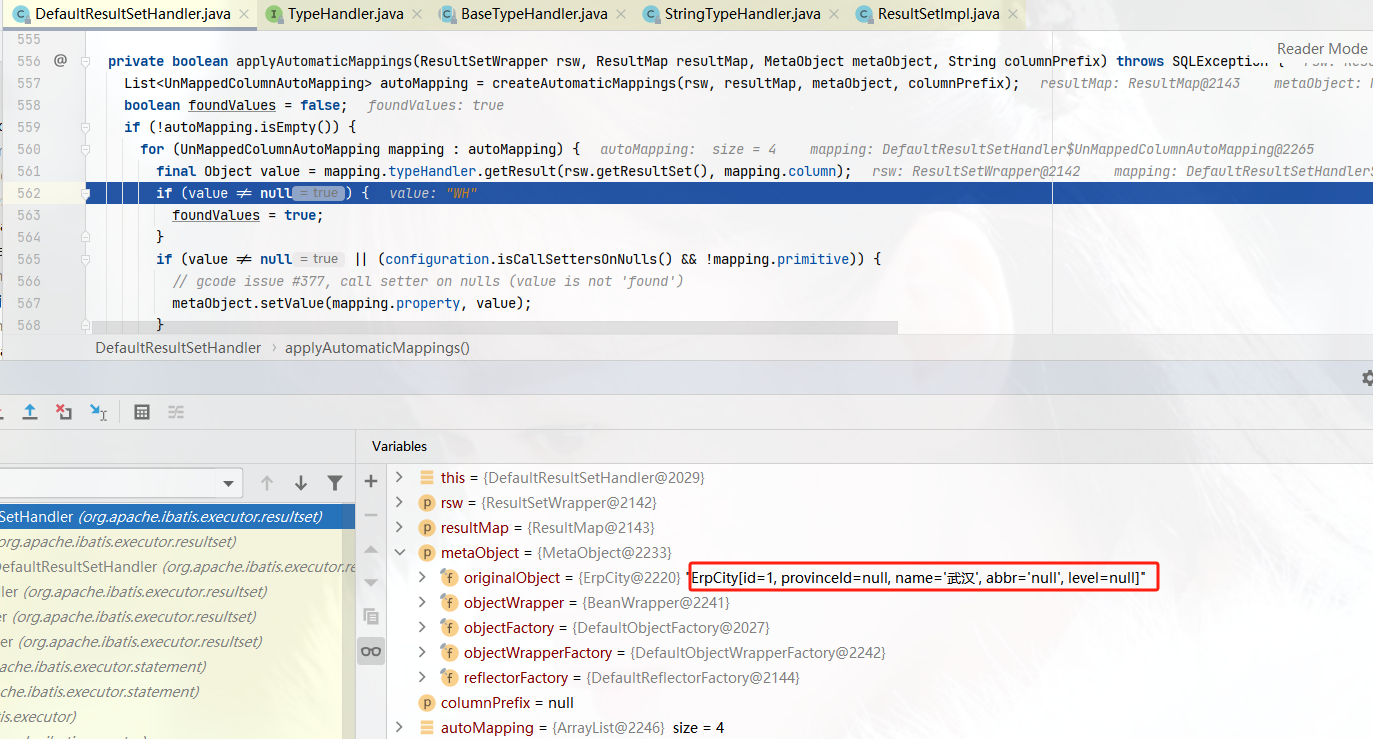 DefaultResultSetHandler.java TypeHandler.java BaseTypeHandler.java StringTypeHandler.java ResultSetImpl.java
555
Reader Mode
556 @ private boolean applyAutomaticMappings(ResultSetWrapper rsw, ResultMap resultMap, MetaObject metaObject, String columnPrefix) throws SQLException {
557 List<UnMappedColumnAutoMapping> autoMapping = createAutomaticMappings(rsw, resultMap, metaObject, columnPrefix); resultMap: ResultMap@2143 metaObject:
558 boolean foundValues = false; foundValues: true
559 if (!autoMapping.isEmpty()) {
560 for (UnMappedColumnAutoMapping mapping : autoMapping) { autoMapping: size = 4 mapping: DefaultResultSetHandler$UnMappedColumnAutoMapping@2265
561 final Object value = mapping.typeHandler.getResult(rsw.getResultSet(), mapping.column); rsw: ResultSetWrapper@2142 mapping: DefaultResultSetHandler$
562 if (value ≠ null = true ) { value: "WH"
563 foundValues = true;
564 }
565 if (value ≠ null = true || (configuration.isCallSettersOnNulls() && !mapping.primitive)) {
566 // gcode issue #377, call setter on nulls (value is not 'found')
567 metaObject.setValue(mapping.property, value);
568 }
DefaultResultSetHandler › applyAutomaticMappings()
Variables
SetHandler (org.apache.ibatis.executor.resultset)
org.apache.ibatis.executor.resultset)
DefaultResultSetHandler (org.apache.ibatis.executor.re
ler (org.apache.ibatis.executor.resultset)
er (org.apache.ibatis.executor.resultset)
er (org.apache.ibatis.executor.resultset)
ache.ibatis.executor.statement)
ache.ibatis.executor.statement)
tis.executor)
this = {DefaultResultSetHandler@2029}
rsw = {ResultSetWrapper@2142}
resultMap = {ResultMap@2143}
metaObject = {MetaObject@2233}
originalObject = {ErpCity@2220} "ErpCity[id=1, provinceId=null, name='武汉', abbr='null', level=null]"
objectWrapper = {BeanWrapper@2241}
objectFactory = {DefaultObjectFactory@2027}
objectWrapperFactory = {DefaultObjectWrapperFactory@2242}
reflectorFactory = {DefaultReflectorFactory@2144}
columnPrefix = null
autoMapping = {ArrayList@2246} size = 4